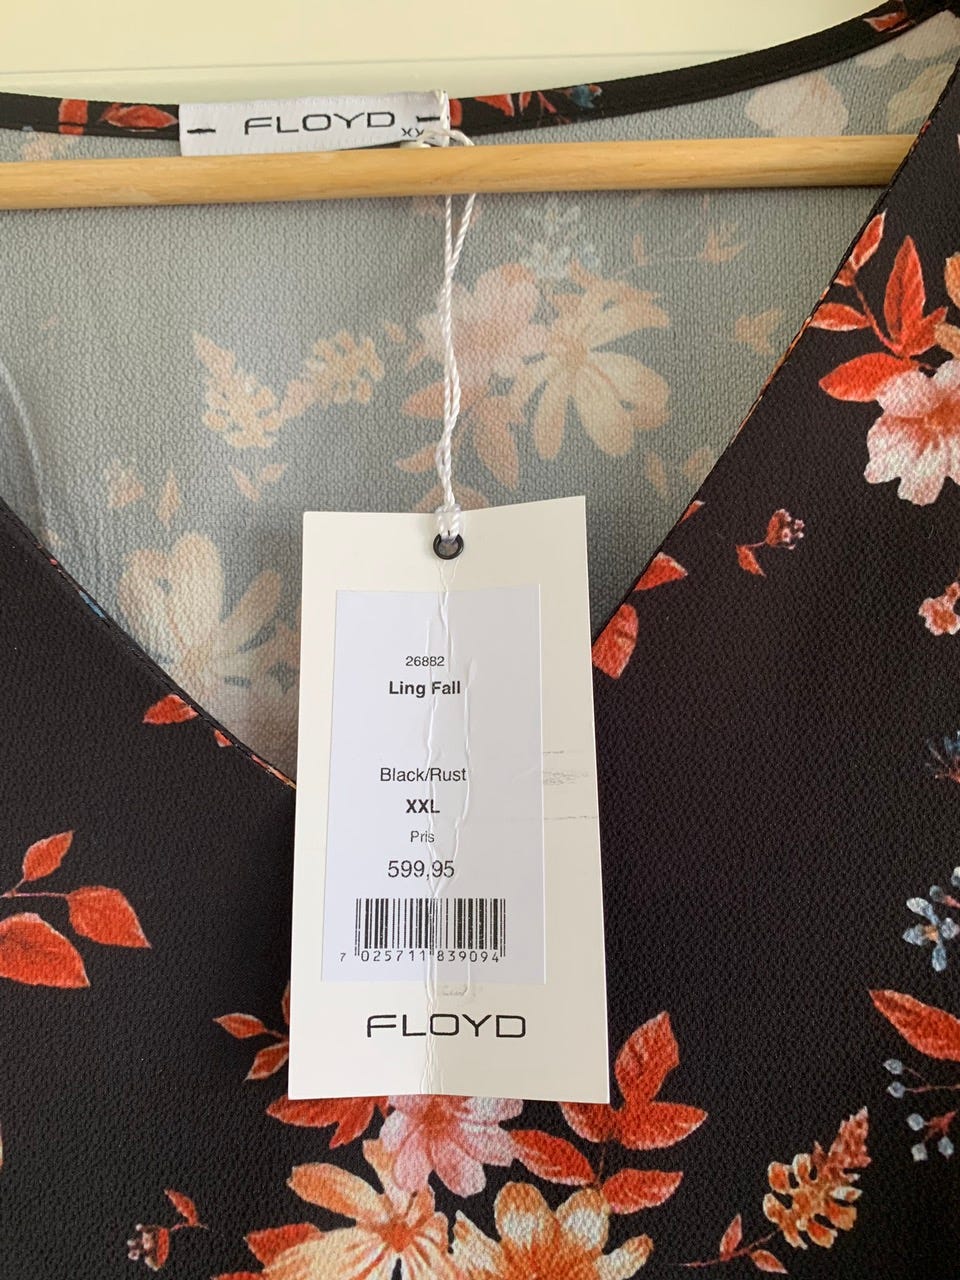 FLOYD
26882
Ling Fall
Black/Rust
XXL
Pris
599,95
7 025711 839094
FLOYD